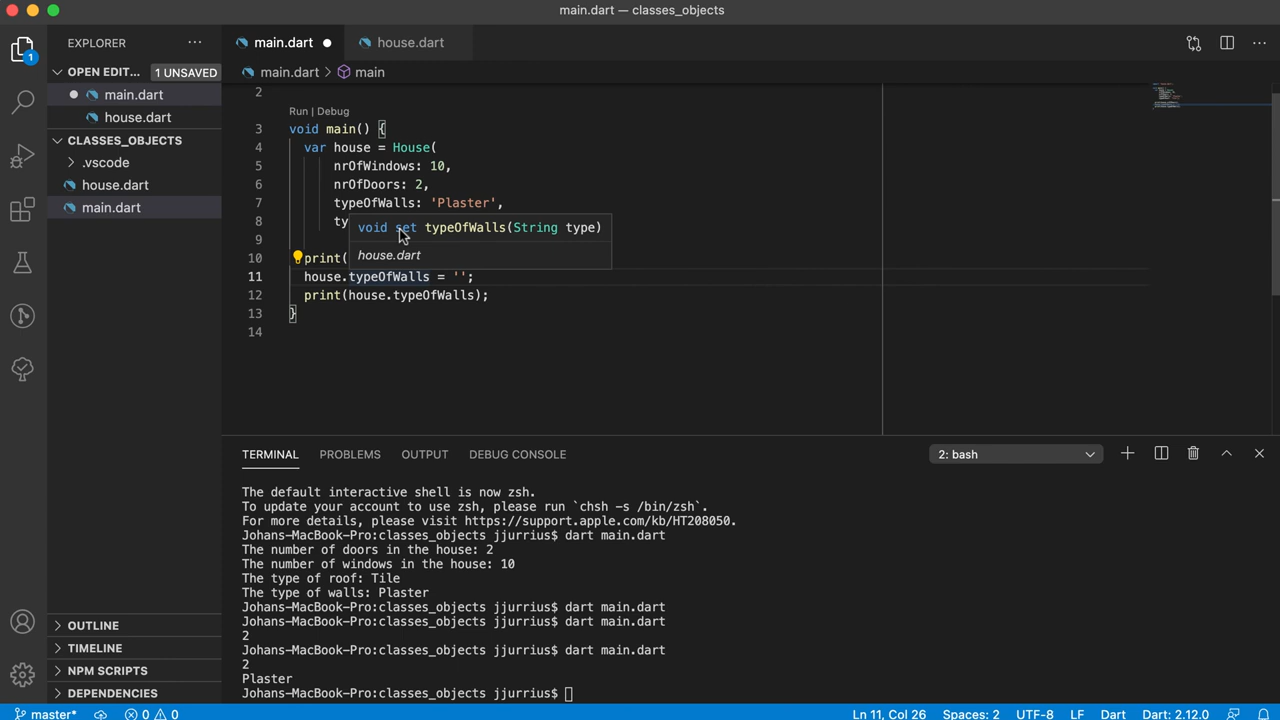 main.dart — classes_objects
EXPLORER
main.dart
house.dart
OPEN EDIT...
1 UNSAVED
main.dart > main
main.dart
house.dart
CLASSES_OBJECTS
.vscode
house.dart
main.dart
1
2
Run | Debug
3 void main() {
4 var house = House(
5 nrOfWindows: 10,
6 nrOfDoors: 2,
7 typeOfWalls: 'Plaster',
8 ty
void set typeOfWalls(String type)
9
house.dart
10 print(
11 house.typeOfWalls = '';
12 print(house.typeOfWalls);
13 }
14
TERMINAL
PROBLEMS
OUTPUT
DEBUG CONSOLE
2: bash
The default interactive shell is now zsh.
To update your account to use zsh, please run `chsh -s /bin/zsh`.
For more details, please visit https://support.apple.com/kb/HT208050.
Johans-MacBook-Pro:classes_objects jjurrius$ dart main.dart
The number of doors in the house: 2
The number of windows in the house: 10
The type of roof: Tile
The type of walls: Plaster
Johans-MacBook-Pro:classes_objects jjurrius$ dart main.dart
Johans-MacBook-Pro:classes_objects jjurrius$ dart main.dart
2
Johans-MacBook-Pro:classes_objects jjurrius$ dart main.dart
2
Plaster
Johans-MacBook-Pro:classes_objects jjurrius$
OUTLINE
TIMELINE
NPM SCRIPTS
DEPENDENCIES
master*
0
0
Ln 11, Col 26
Spaces: 2
UTF-8
LF
Dart
Dart: 2.12.0